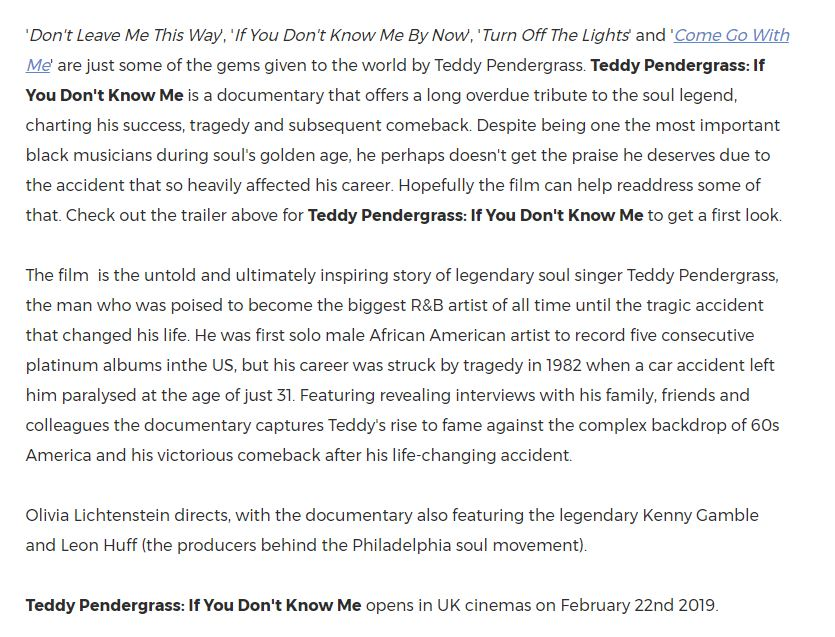 'Don't Leave Me This Way', 'If You Don't Know Me By Now', 'Turn Off The Lights' and 'Come Go With
Me' are just some of the gems given to the world by Teddy Pendergrass. Teddy Pendergrass: If
You Don't Know Me is a documentary that offers a long overdue tribute to the soul legend,
charting his success, tragedy and subsequent comeback. Despite being one the most important
black musicians during soul's golden age, he perhaps doesn't get the praise he deserves due to
the accident that so heavily affected his career. Hopefully the film can help readdress some of
that. Check out the trailer above for Teddy Pendergrass: If You Don't Know Me to get a first look.
The film  is the untold and ultimately inspiring story of legendary soul singer Teddy Pendergrass,
the man who was poised to become the biggest R&B artist of all time until the tragic accident
that changed his life. He was first solo male African American artist to record five consecutive
platinum albums inthe US, but his career was struck by tragedy in 1982 when a car accident left
him paralysed at the age of just 31. Featuring revealing interviews with his family, friends and
colleagues the documentary captures Teddy's rise to fame against the complex backdrop of 60s
America and his victorious comeback after his life-changing accident.
Olivia Lichtenstein directs, with the documentary also featuring the legendary Kenny Gamble
and Leon Huff (the producers behind the Philadelphia soul movement).
Teddy Pendergrass: If You Don't Know Me opens in UK cinemas on February 22nd 2019.